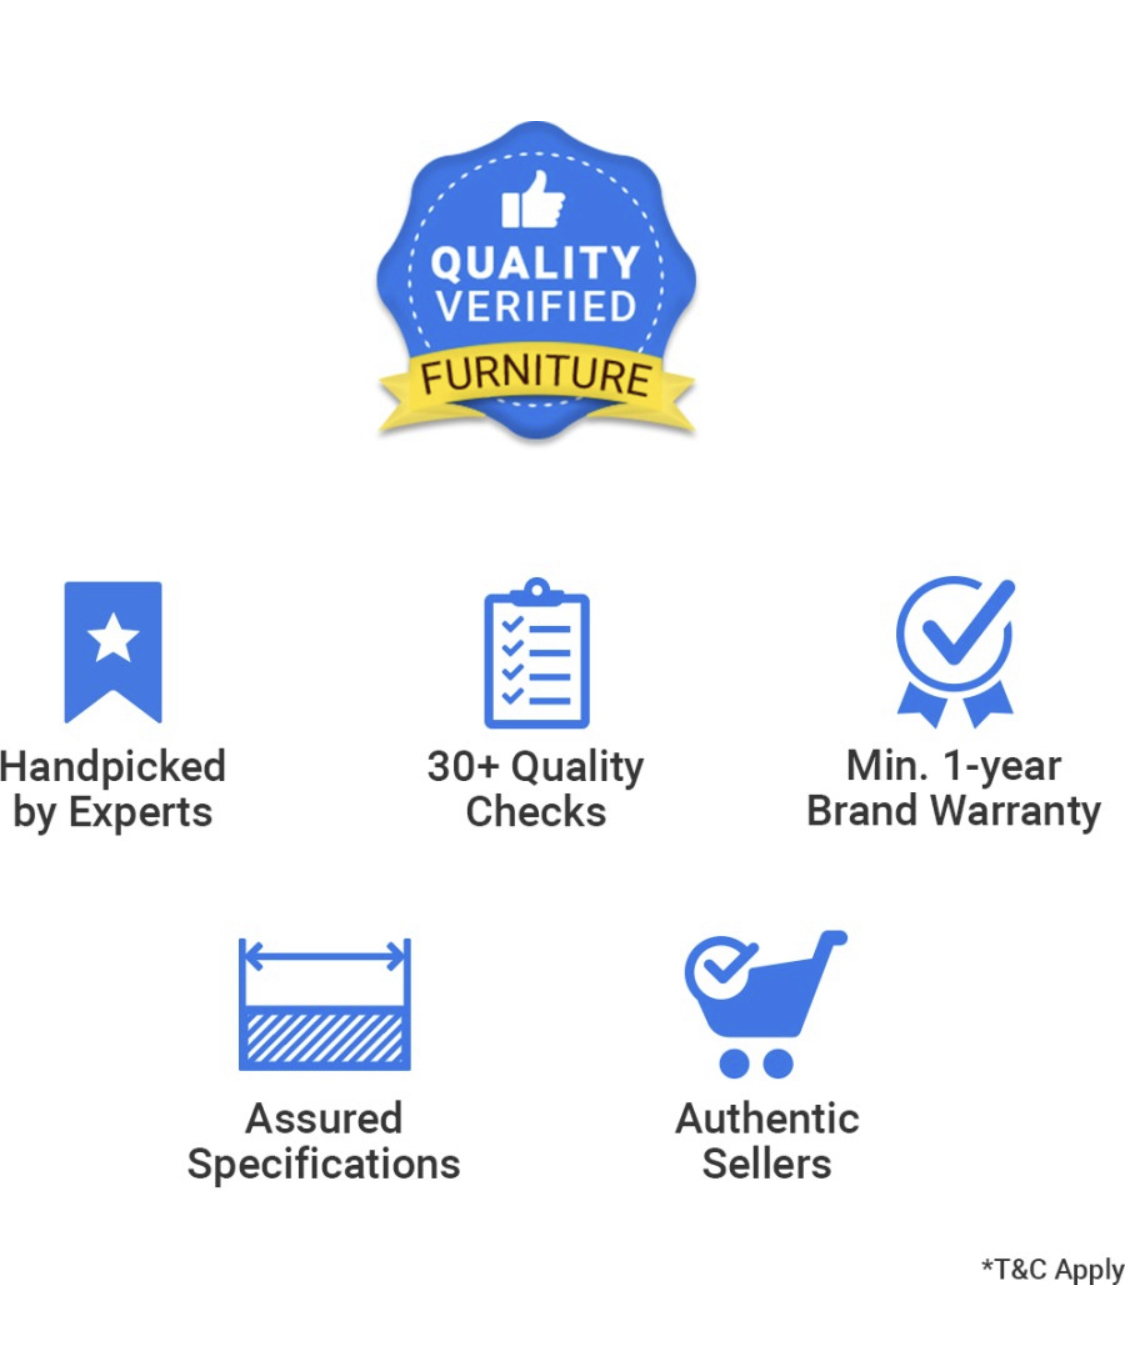 QUALITY
VERIFIED
FURNITURE
Handpicked
by Experts
30+ Quality
Checks
Min. 1-year
Brand Warranty
Assured
Specifications
Authentic
Sellers
*T&C Apply